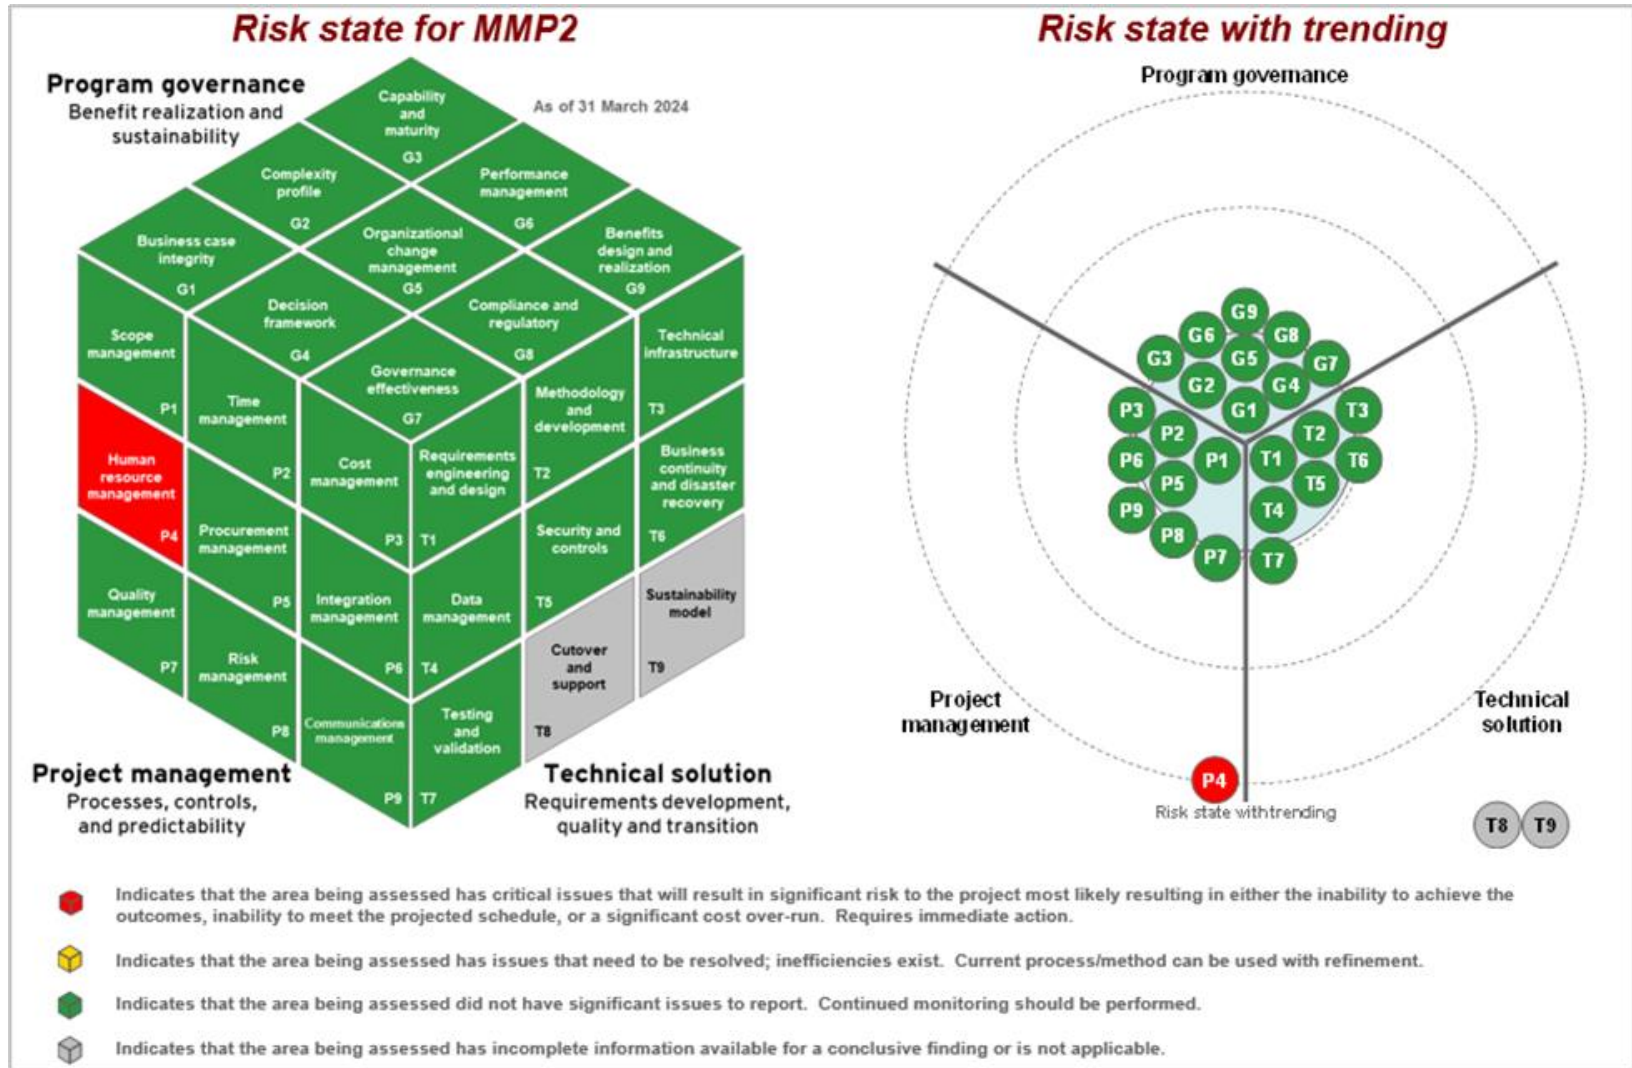 Risk state for MMP2
Program governance
Benefit realization and
sustainability
As of 31 March 2024
Capability
and
maturity
G3
Complexity
profile
G2
Performance
management
G6
Business case
integrity
G1
Organizational
change
management
G5
Benefits
design and
realization
G9
Decision
framework
G4
Compliance and
regulatory
G8
Governance
effectiveness
G7
Scope
management
P1
Time
management
P2
Cost
management
P3
Human
resource
management
P4
Procurement
management
P5
Integration
management
P6
Quality
management
P7
Risk
management
P8
Communications
management
P9
Requirements
engineering
and design
T1
Methodology
and
development
T2
Technical
infrastructure
T3
Data
management
T4
Security and
controls
T5
Business
continuity
and disaster
recovery
T6
Testing
and
validation
T7
Cutover
and
support
T8
Sustainability
model
T9
Project management
Processes, controls,
and predictability
Technical solution
Requirements development,
quality and transition
Risk state with trending
Program governance
G9
G6
G8
G3
G5
G7
G2
G4
G1
P3
P2
P6
P1
P5
P9
P8
P7
T3
T2
T1
T6
T5
T4
T7
Project
management
Technical
solution
P4
Risk state withtrending
T8
T9
Indicates that the area being assessed has critical issues that will result in significant risk to the project most likely resulting in either the inability to achieve the
outcomes, inability to meet the projected schedule, or a significant cost over-run. Requires immediate action.
Indicates that the area being assessed has issues that need to be resolved; inefficiencies exist. Current process/method can be used with refinement.
Indicates that the area being assessed did not have significant issues to report. Continued monitoring should be performed.
Indicates that the area being assessed has incomplete information available for a conclusive finding or is not applicable.